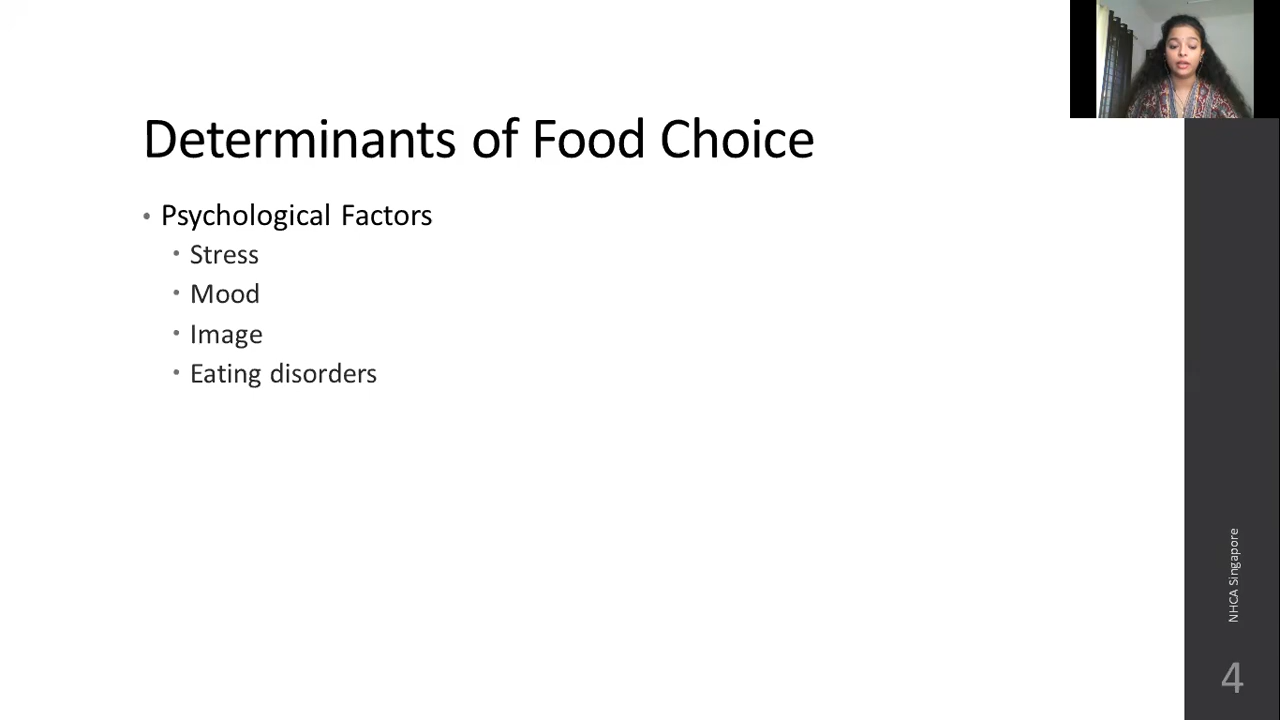 Determinants of Food Choice
• Psychological Factors
• Stress
• Mood
• Image
• Eating disorders
NHCA Singapore
4